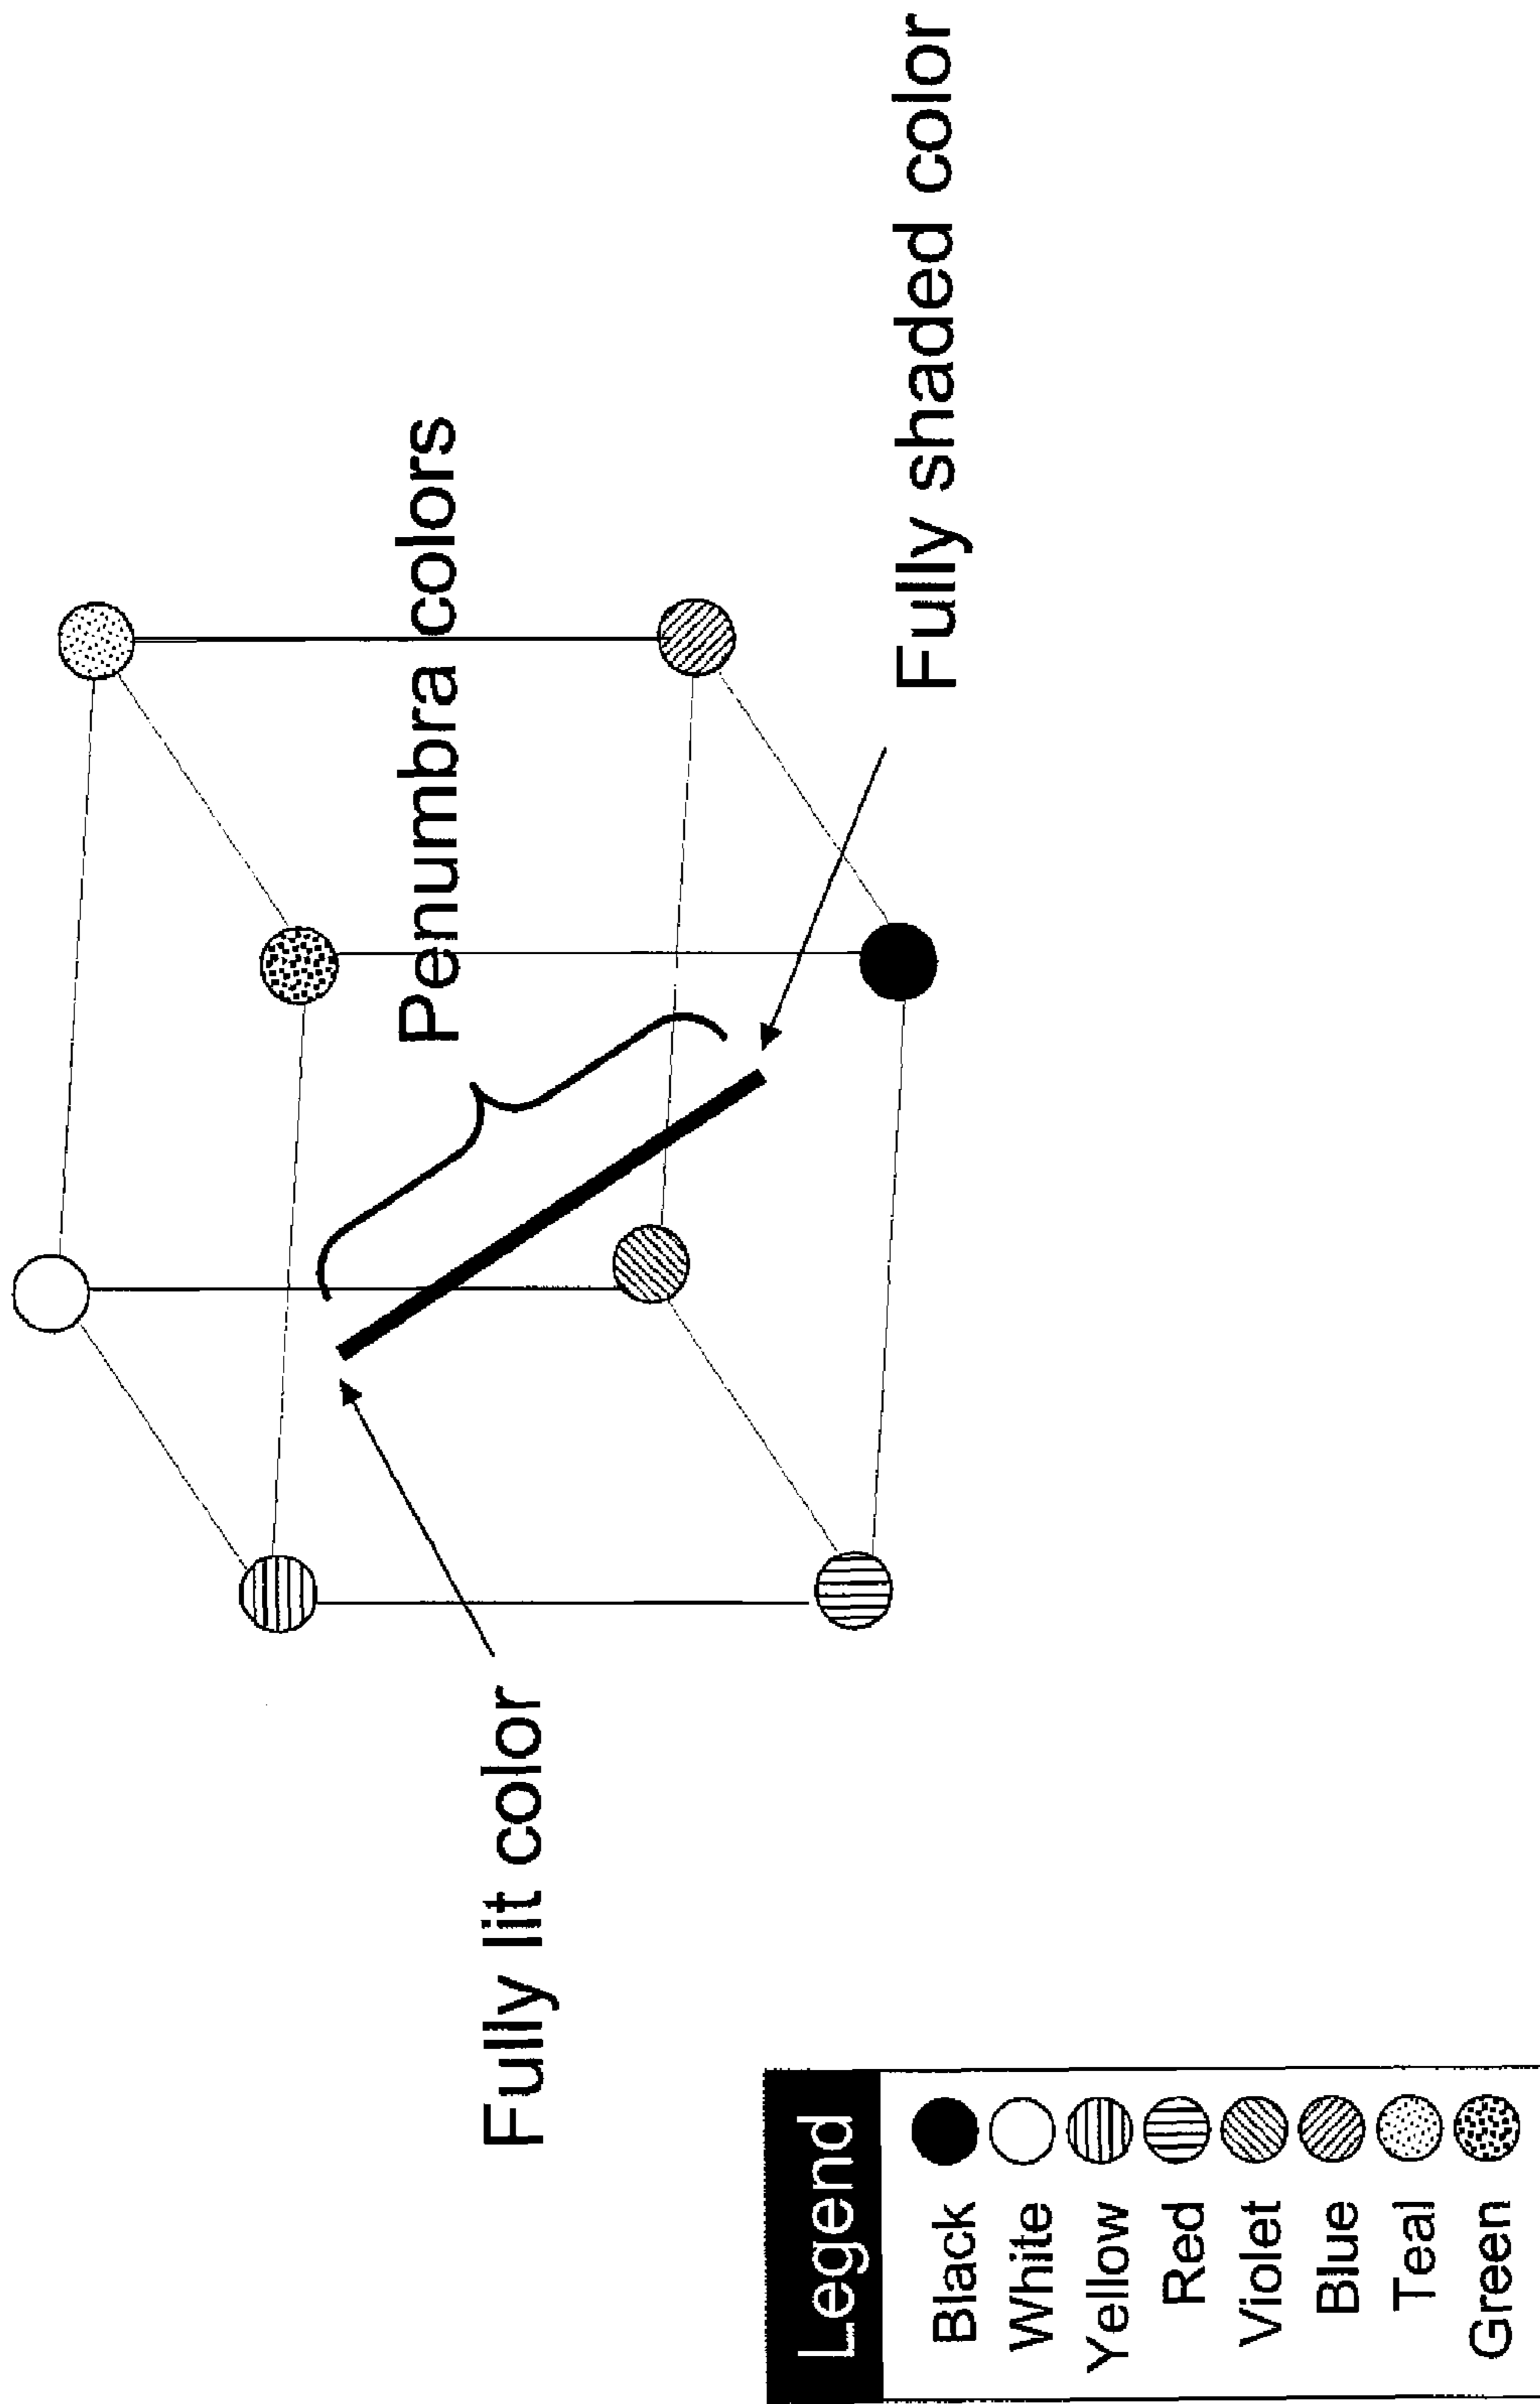 Penumbra colors
Fully lit color
Fully shaded color
Legend
Black
White
Yellow
Red
Violet
Blue
Teal
Green